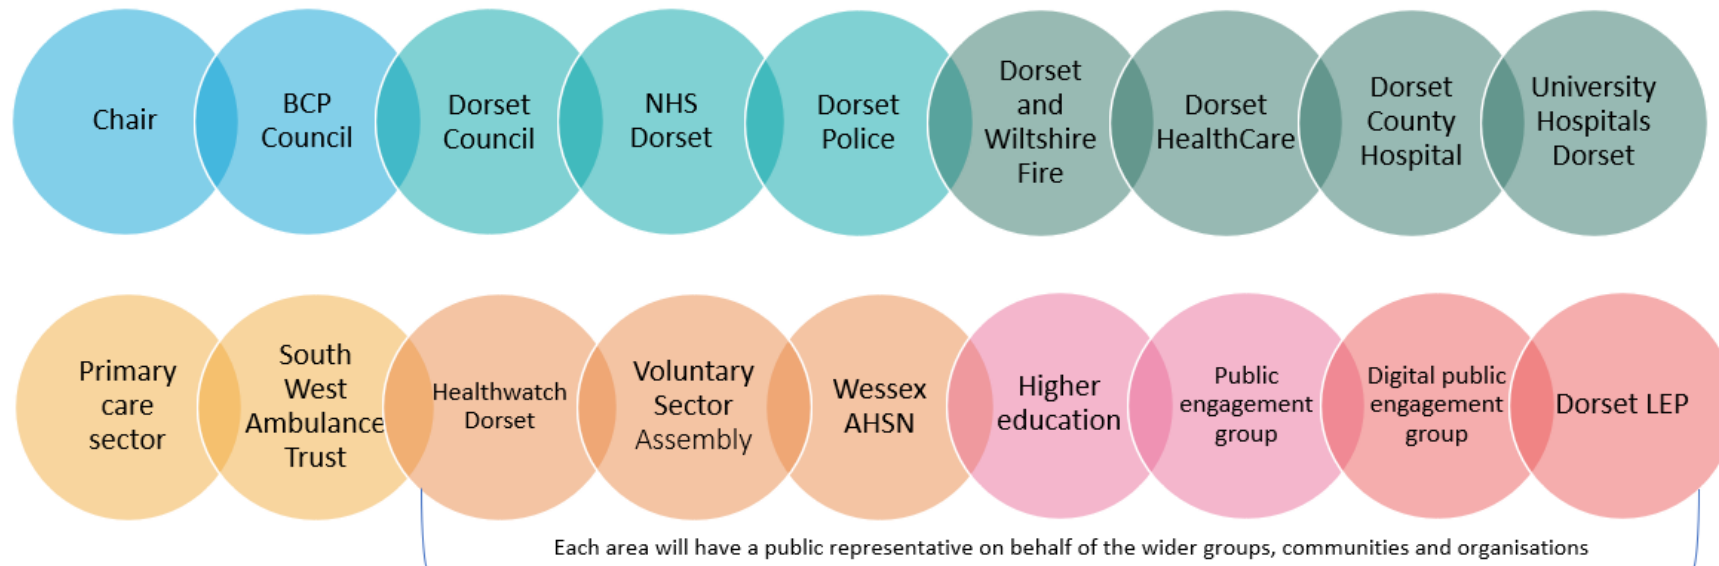 Chair
BCP
Council
Dorset
Council
NHS
Dorset
Dorset
Police
Dorset
and
Wiltshire
Fire
Dorset
HealthCare
Dorset
County
Hospital
University
Hospitals
Dorset
Primary
care
sector
South
West
Ambulance
Trust
Healthwatch
Dorset
Voluntary
Sector
Assembly
Wessex
AHSN
Higher
education
Public
engagement
group
Digital public
engagement
group
Dorset LEP
Each area will have a public representative on behalf of the wider groups, communities and organisations